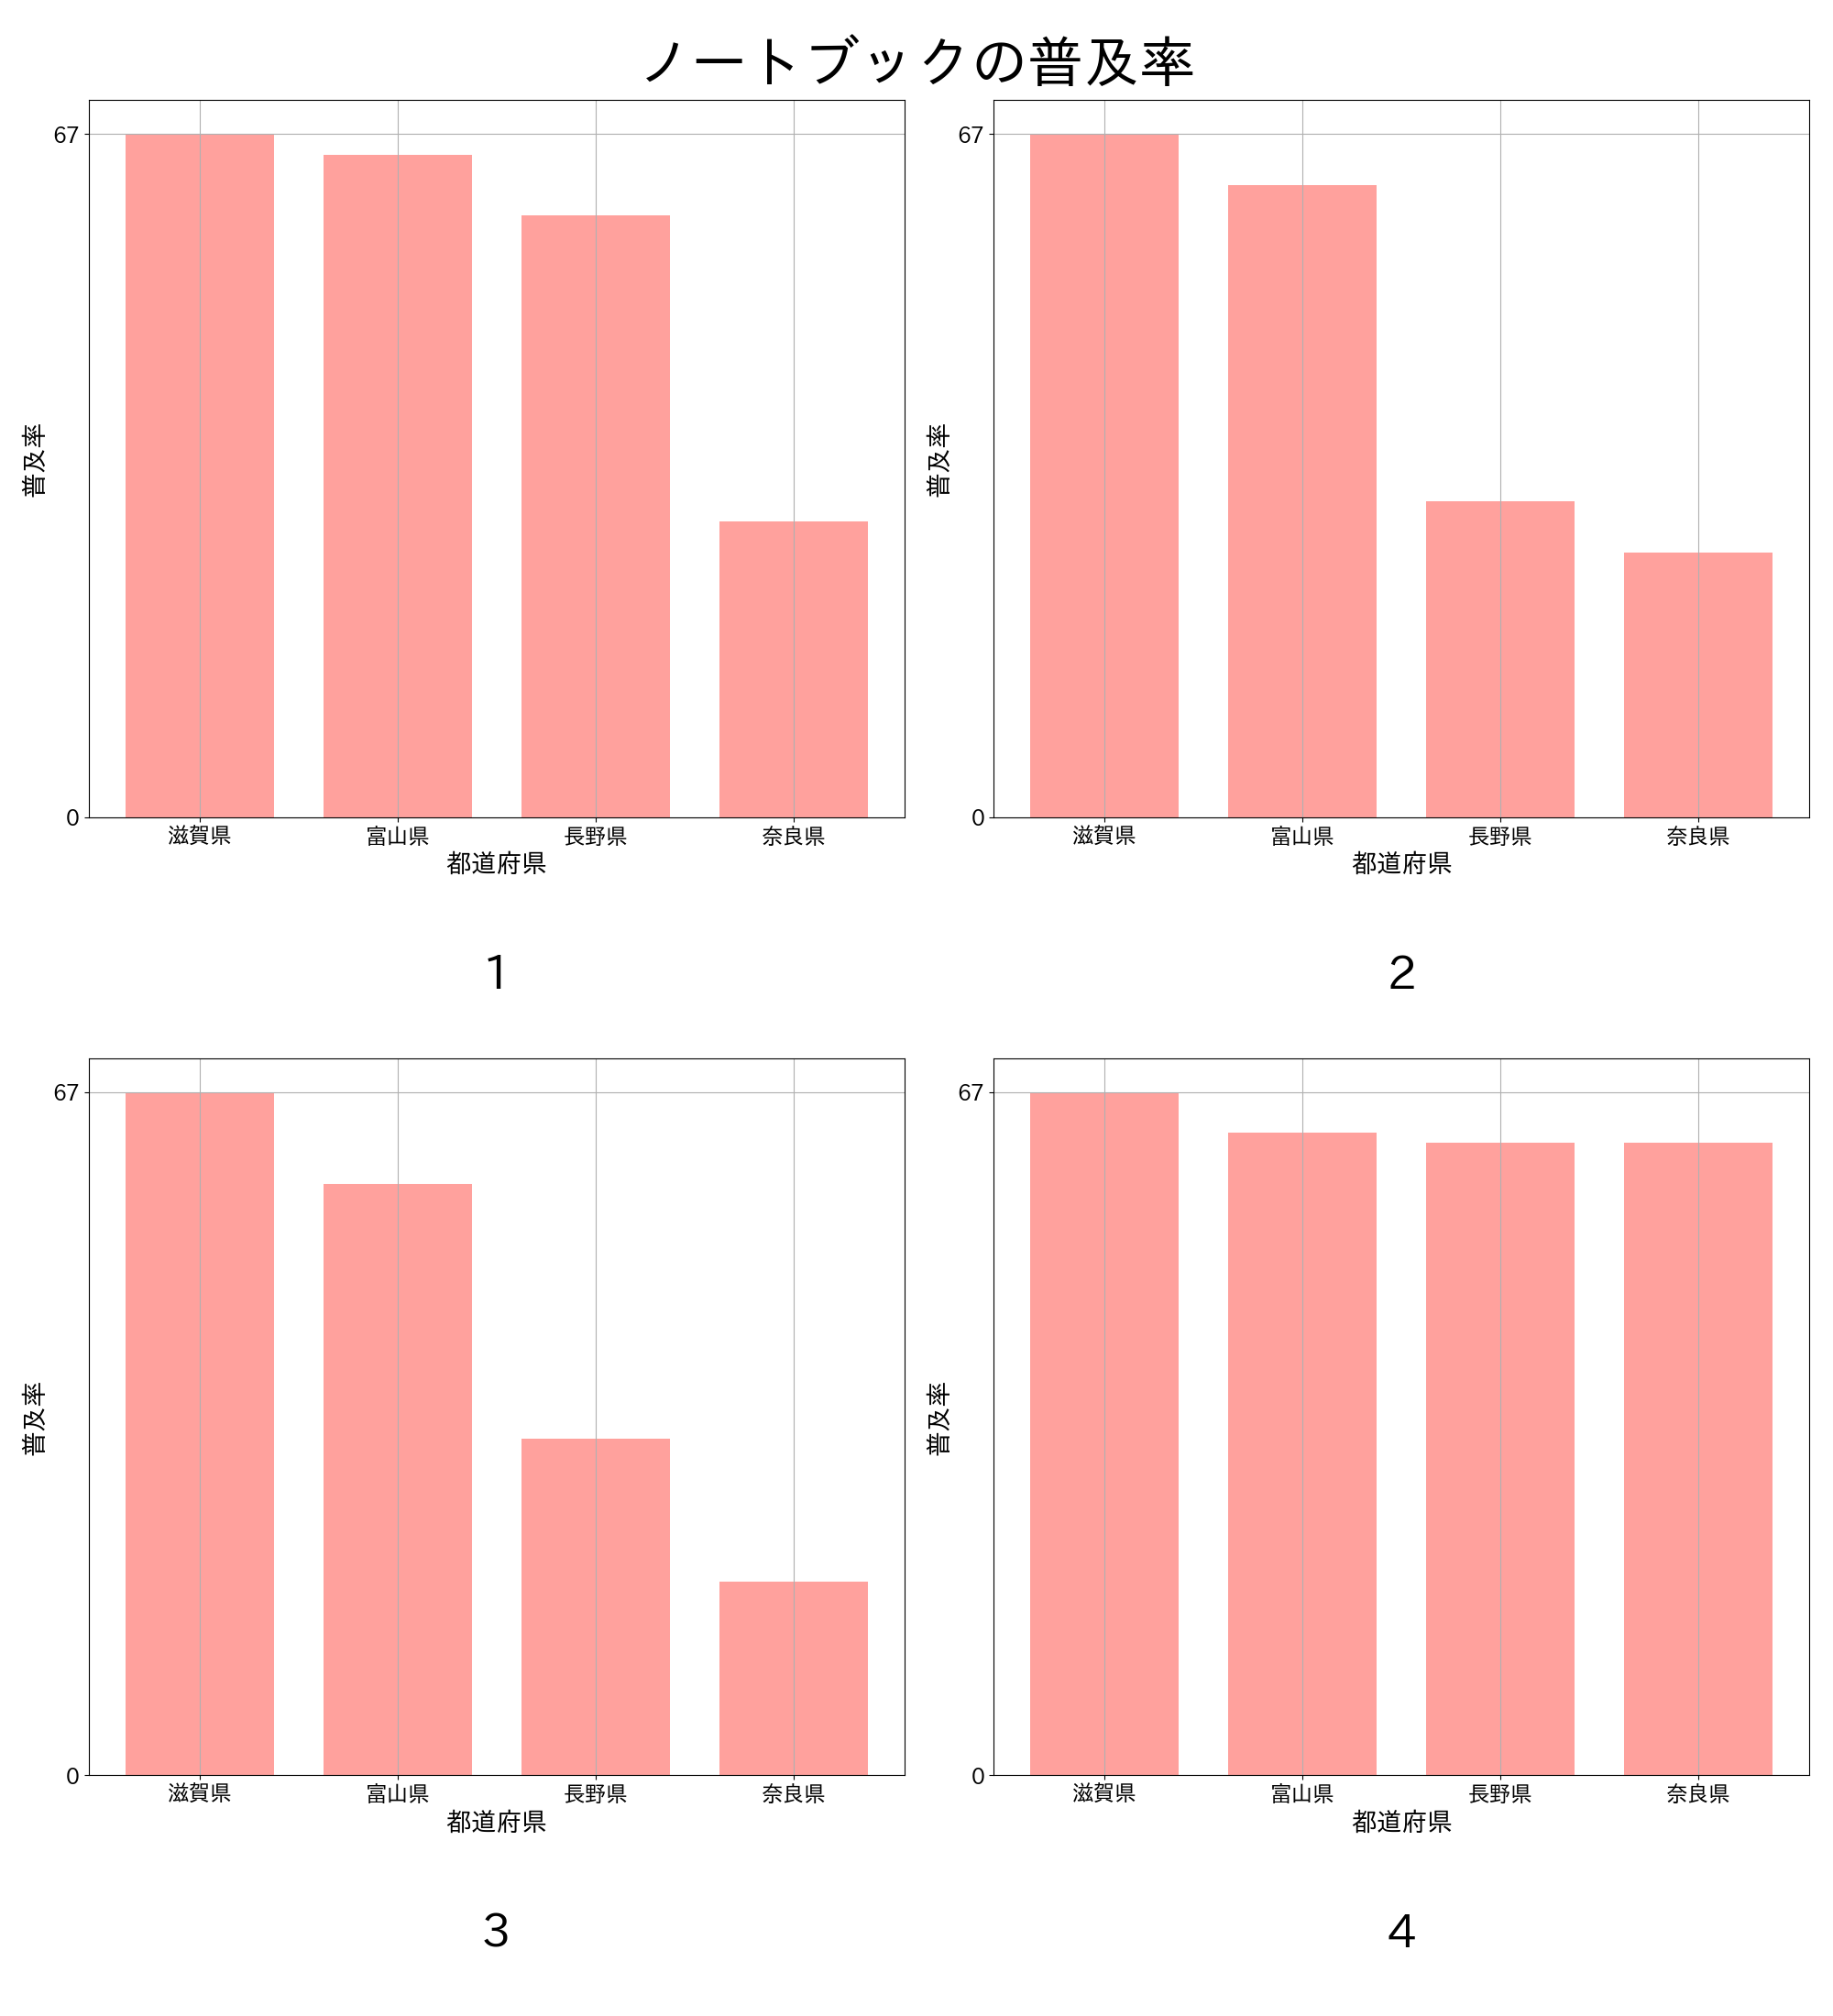 ノートブックの普及率
67
普及率
0
滋賀県 富山県 長野県 奈良県
都道府県
1
67
普及率
0
滋賀県 富山県 長野県 奈良県
都道府県
2
67
普及率
0
滋賀県 富山県 長野県 奈良県
都道府県
3
67
普及率
0
滋賀県 富山県 長野県 奈良県
都道府県
4